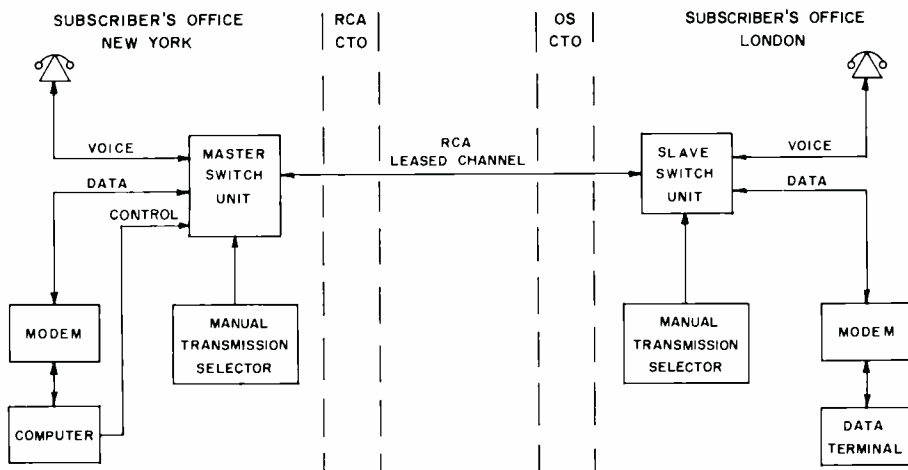 SUBSCRIBER'S OFFICE
NEW YORK
RCA
CTO
OS
CTO
SUBSCRIBER'S OFFICE
LONDON
VOICE
DATA
CONTROL
MASTER
SWITCH
UNIT
RCA
LEASED CHANNEL
SLAVE
SWITCH
UNIT
VOICE
DATA
MODEM
MANUAL
TRANSMISSION
SELECTOR
MANUAL
TRANSMISSION
SELECTOR
MODEM
COMPUTER
DATA
TERMINAL